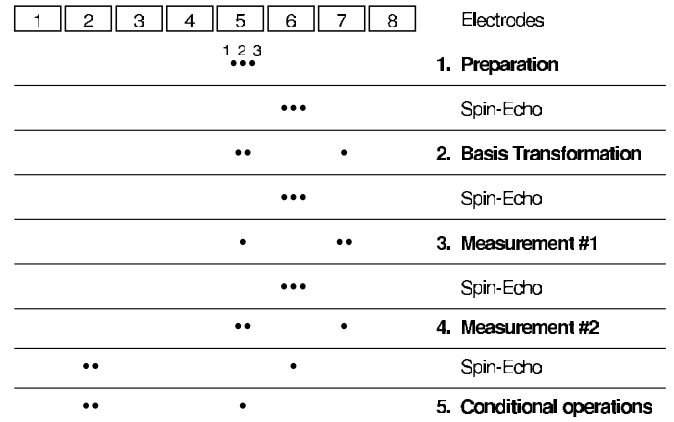 1 2 3 4 5 6 7 8 Electrodes
1 2 3
1. Preparation
Spin-Echo
2. Basis Transformation
Spin-Echo
3. Measurement #1
Spin-Echo
4. Measurement #2
Spin-Echo
5. Conditional operations